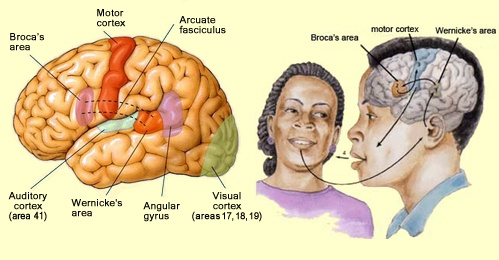 Motor
cortex
Arcuate
fasciculus
Broca's
area
Auditory
cortex
(area 41)
Wernicke's
area
Angular
gyrus
Visual
cortex
(areas 17, 18, 19)
Broca's area
motor cortex
Wernicke's area